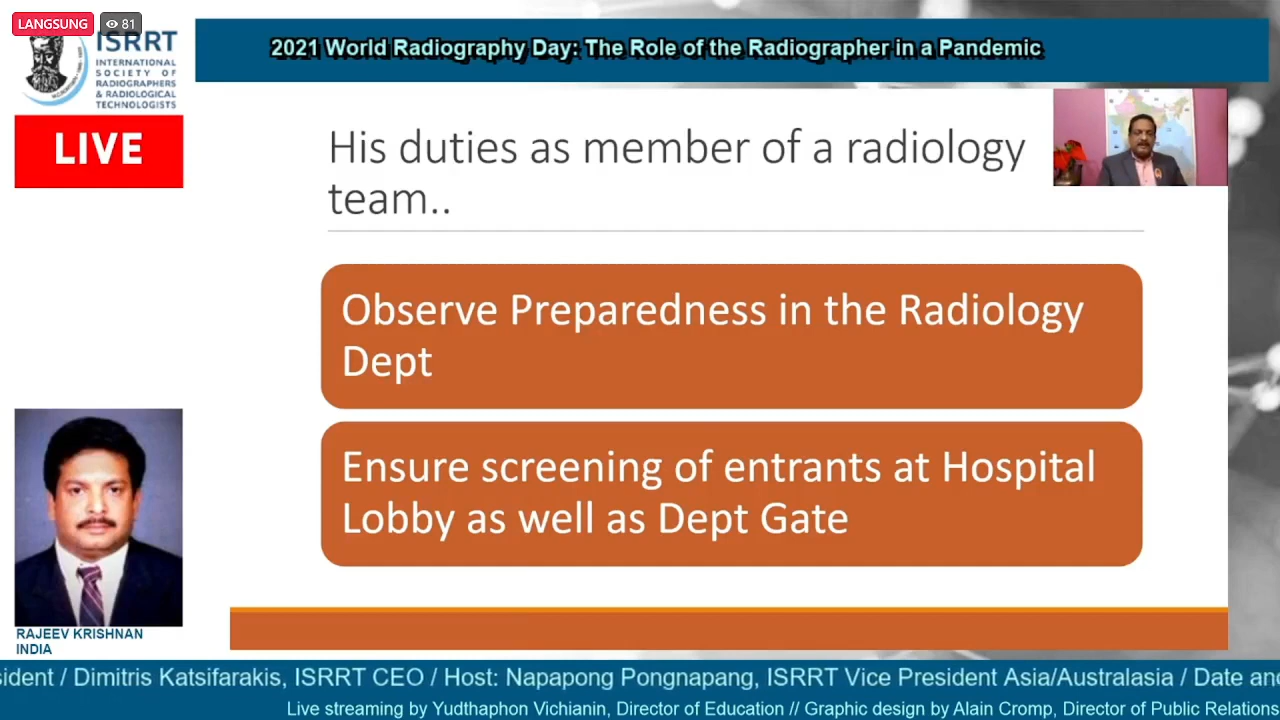 LANGSUNG 81
ISRRT
INTERNATIONAL
SOCIETY OF
RADIOGRAPHERS
& RADIOLOGICAL
TECHNOLOGISTS
2021 World Radiography Day: The Role of the Radiographer in a Pandemic
LIVE
His duties as member of a radiology
team..
Observe Preparedness in the Radiology
Dept
Ensure screening of entrants at Hospital
Lobby as well as Dept Gate
RAJEEV KRISHNAN
INDIA
sident / Dimitris Katsifarakis, ISRRT CEO / Host: Napapong Pongnapang, ISRRT Vice President Asia/Australasia / Date and
Live streaming by Yudthaphon Vichianin, Director of Education // Graphic design by Alain Cromp, Director of Public Relations